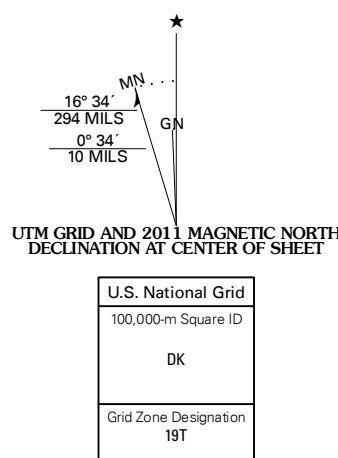 ★
MN
16° 34´
294 MILS
GN
0° 34´
10 MILS
UTM GRID AND 2011 MAGNETIC NORTH
DECLINATION AT CENTER OF SHEET
U.S. National Grid
100,000-m Square ID
DK
Grid Zone Designation
19T